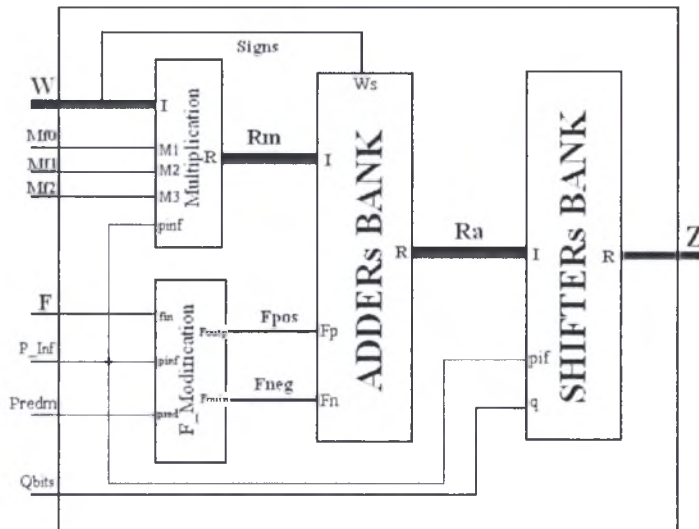 Signs
W
I
Ws
Mf0
M1
Mf1
M2
Mf2
M3
R
Multiplication
pinf
Rm
I
ADDERs BANK
R
Ra
I
SHIFTERs BANK
R
Z
F
fin
P_Inf
pinf
Predm
F_Modification
Fpos
Fp
Fneg
Fn
pif
q
Qbits